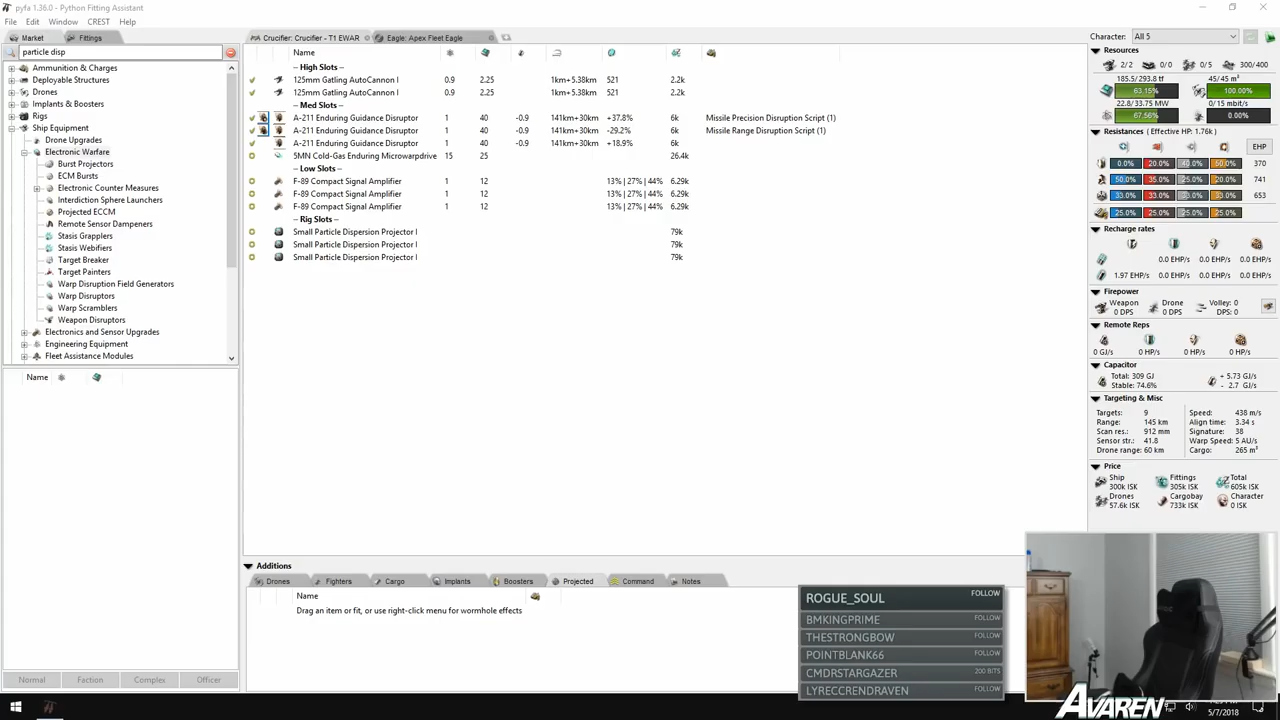 pyfa 1.36.0 - Python Fitting Assistant
File Edit Window CREST Help
Market Fittings
particle disp
Ammunition & Charges
Deployable Structures
Drones
Implants & Boosters
Rigs
Ship Equipment
Drone Upgrades
Electronic Warfare
Burst Projectors
ECM Bursts
Electronic Counter Measures
Interdiction Sphere Launchers
Projected ECCM
Remote Sensor Dampeners
Stasis Grapplers
Stasis Webifiers
Target Breaker
Target Painters
Warp Disruption Field Generators
Warp Disruptors
Warp Scramblers
Weapon Disruptors
Electronics and Sensor Upgrades
Engineering Equipment
Fleet Assistance Modules
Name
Normal Faction Complex Officer
Crucifier: Crucifier - T1 EWAR Eagle: Apex Fleet Eagle
Name
High Slots
125mm Gatling AutoCannon I 0.9 2.25 1km+5.38km 521 2.2k
125mm Gatling AutoCannon I 0.9 2.25 1km+5.38km 521 2.2k
-- Med Slots --
A-211 Enduring Guidance Disruptor 1 40 -0.9 141km+30km +37.8% 6k Missile Precision Disruption Script (1)
A-211 Enduring Guidance Disruptor 1 40 -0.9 141km+30km -29.2% 6k Missile Range Disruption Script (1)
A-211 Enduring Guidance Disruptor 1 40 -0.9 141km+30km +18.9% 6k
5MN Cold-Gas Enduring Microwarpdrive 15 25 26.4k
-- Low Slots --
F-89 Compact Signal Amplifier 1 12 13% | 27% | 44% 6.29k
F-89 Compact Signal Amplifier 1 12 13% | 27% | 44% 6.29k
F-89 Compact Signal Amplifier 1 12 13% | 27% | 44% 6.29k
-- Rig Slots --
Small Particle Dispersion Projector I 79k
Small Particle Dispersion Projector I 79k
Small Particle Dispersion Projector I 79k
Additions
Drones Fighters Cargo Implants Boosters Projected Command Notes
Name
Drag an item or fit, or use right-click menu for wormhole effects
Character: All 5
Resources
2/2 0/0 0/5 300/400
185.5/293.8 tf 45/45 m³
63.15% 100.00%
22.8/33.75 MW 0/15 mbit/s
67.56% 0.00%
Resistances ( Effective HP: 1.76k )
EHP
0.0% 20.0% 40.0% 50.0% 370
50.0% 35.0% 25.0% 20.0% 741
33.0% 33.0% 33.0% 33.0% 653
25.0% 25.0% 25.0% 25.0%
Recharge rates
0.0 EHP/s 0.0 EHP/s 0.0 EHP/s
1.97 EHP/s 0.0 EHP/s 0.0 EHP/s 0.0 EHP/s
Firepower
Weapon 0 DPS Drone 0 DPS Volley: 0 DPS: 0
Remote Reps
0 GJ/s 0 HP/s 0 HP/s 0 HP/s
Capacitor
Total: 309 GJ + 5.73 GJ/s
Stable: 74.6% - 2.7 GJ/s
Targeting & Misc
Targets: 9 Speed: 438 m/s
Range: 145 km Align time: 3.34 s
Scan res.: 912 mm Signature: 38
Sensor str.: 41.8 Warp Speed: 5 AU/s
Drone range: 60 km Cargo: 265 m³
Price
Ship Fittings Total
300k ISK 305k ISK 605k ISK
Drones Cargobay Character
57.6k ISK 733k ISK 0 ISK
ROGUE_SOUL FOLLOW
BMKINGPRIME FOLLOW
THESTRONGBOW FOLLOW
POINTBLANK66 FOLLOW
CMDRSTARGAZER 200 BITS
LYRECCRENDRAVEN FOLLOW
AVAREN
5/7/2018